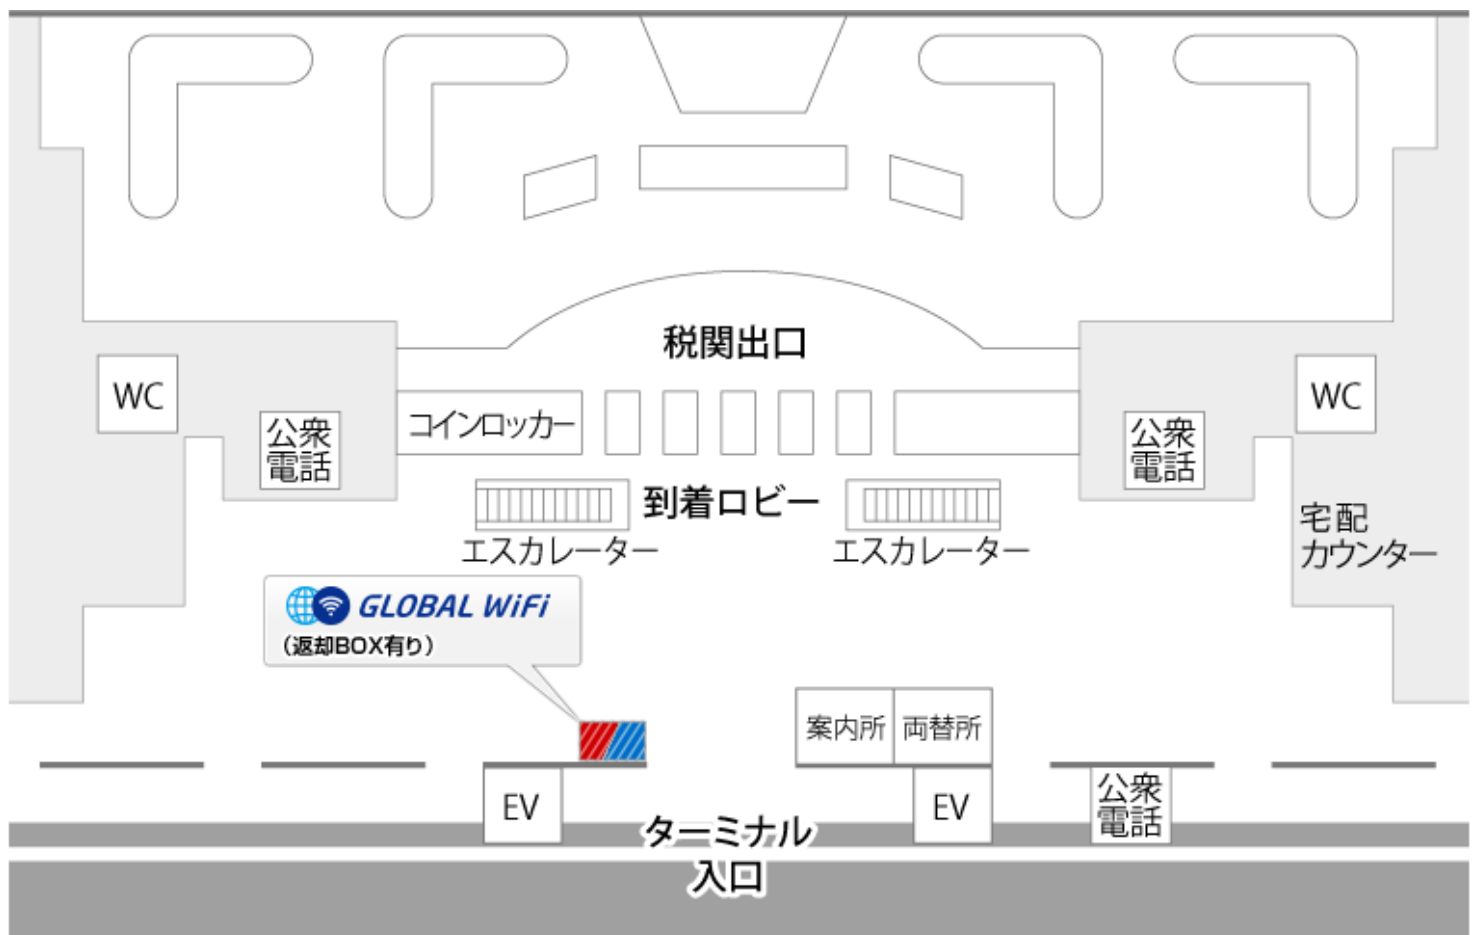 税関出口
WC
WC
コインロッカー
公衆
電話
公衆
電話
到着ロビー
宅配
カウンター
エスカレーター
エスカレーター
GLOBAL WiFi
（返却BOX有り）
案内所
両替所
EV
EV
公衆
電話
ターミナル
入口